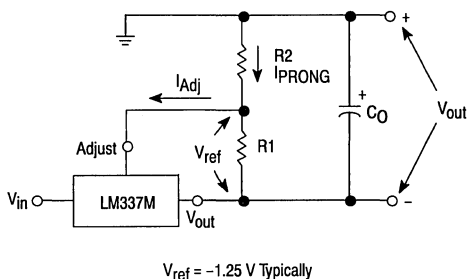 +
R2
IPRONG
IAdj
+
CO
Vout
Adjust
Vref
R1
Vin
LM337M
Vout
−
Vref = −1.25 V Typically